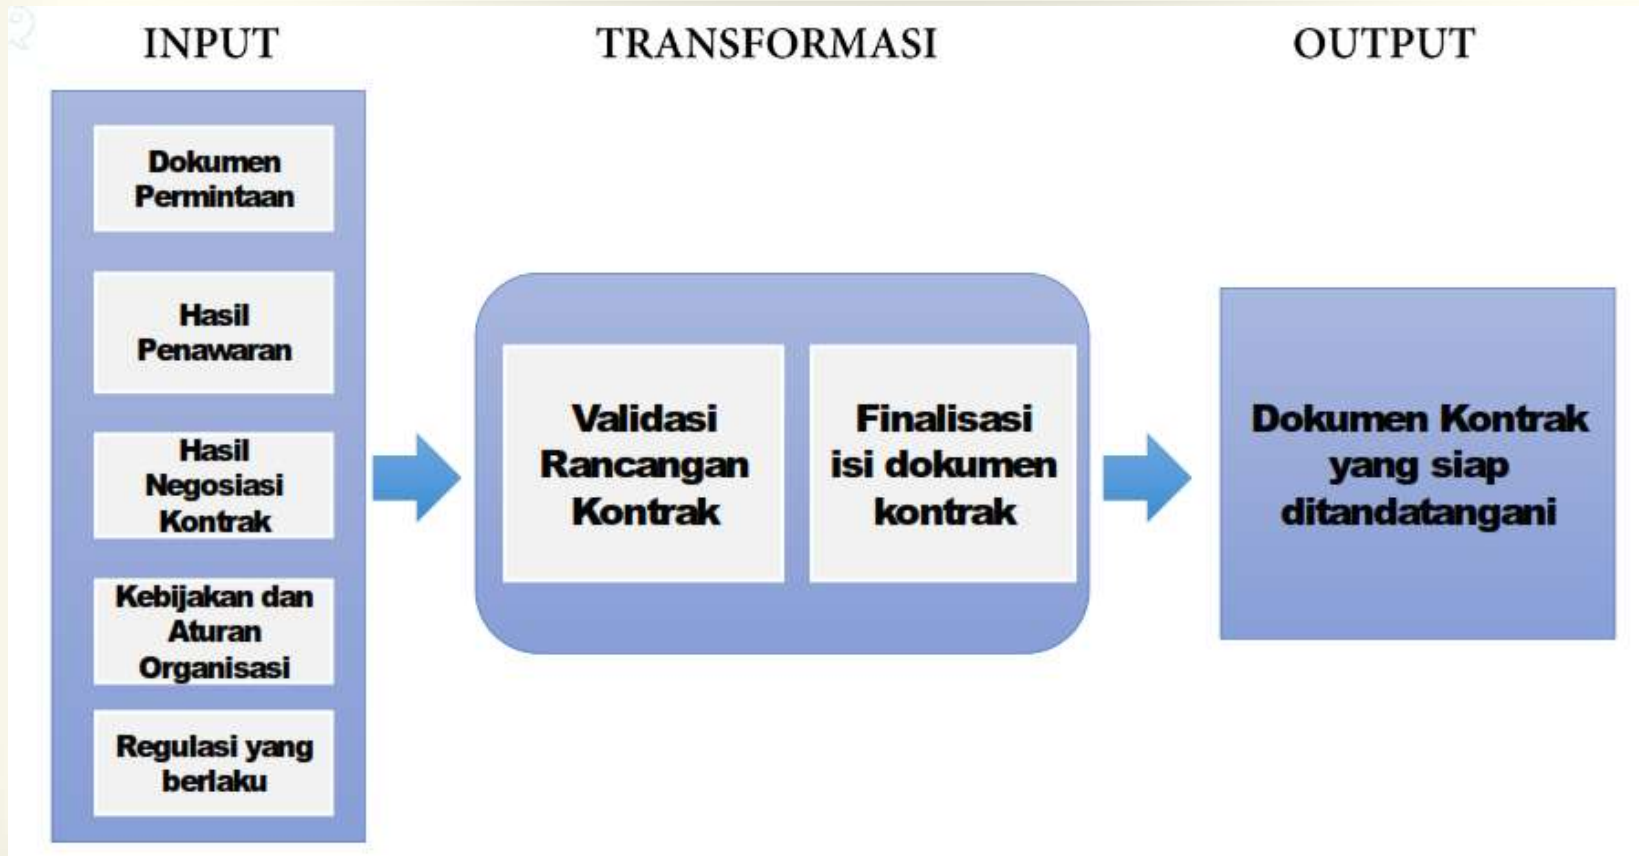 INPUT
TRANSFORMASI
OUTPUT
Dokumen
Permintaan
Hasil
Penawaran
Hasil
Negosiasi
Kontrak
Kebijakan dan
Aturan
Organisasi
Regulasi yang
berlaku
Validasi
Rancangan
Kontrak
Finalisasi
isi dokumen
kontrak
Dokumen Kontrak
yang siap
ditandatangani